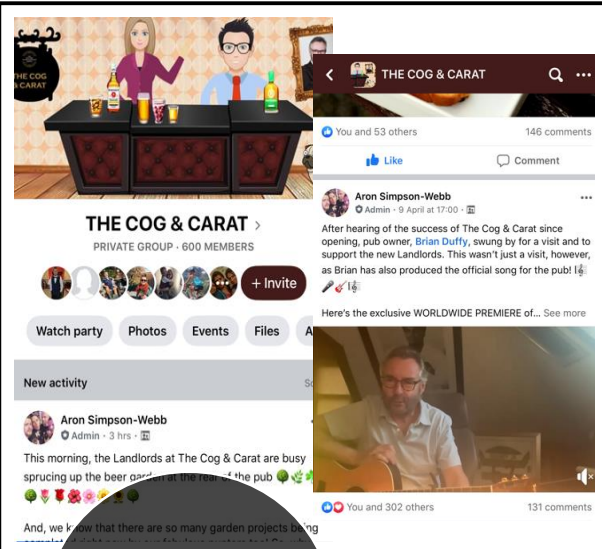 THE COG
& CARAT
THE COG & CARAT >
PRIVATE GROUP · 600 MEMBERS
+ Invite
Watch party
Photos
Events
Files
New activity
Aron Simpson-Webb
Admin · 3 hrs ·
This morning, the Landlords at The Cog & Carat are busy
sprucing up the beer garden at the rear of the pub
And, we know that there are so many garden projects being
THE COG & CARAT
You and 53 others
146 comments
Like
Comment
Aron Simpson-Webb
Admin · 9 April at 17:00 ·
After hearing of the success of The Cog & Carat since
opening, pub owner, Brian Duffy, swung by for a visit and to
support the new Landlords. This wasn't just a visit, however,
as Brian has also produced the official song for the pub!
Here's the exclusive WORLDWIDE PREMIERE of... See more
You and 302 others
131 comments